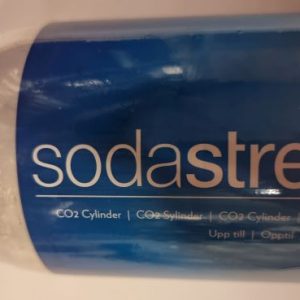 sodastre
CO2 Cylinder | CO2 Sylinder | CO2 Cylinder
Upp till | Opptil